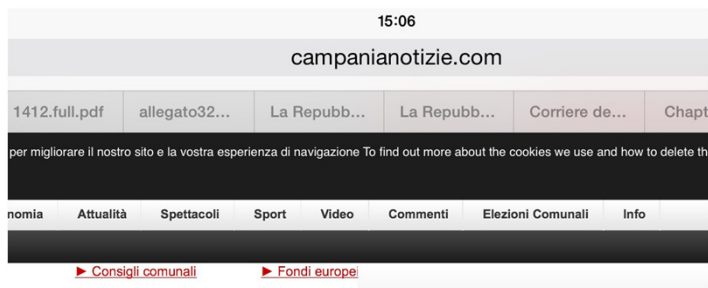 15:06
campanianotizie.com
1412.full.pdf allegato32... La Repubb... La Repubb... Corriere de... Chapt
per migliorare il nostro sito e la vostra esperienza di navigazione To find out more about the cookies we use and how to delete th
nomia Attualità Spettacoli Sport Video Commenti Elezioni Comunali Info
► Consigli comunali ► Fondi europei